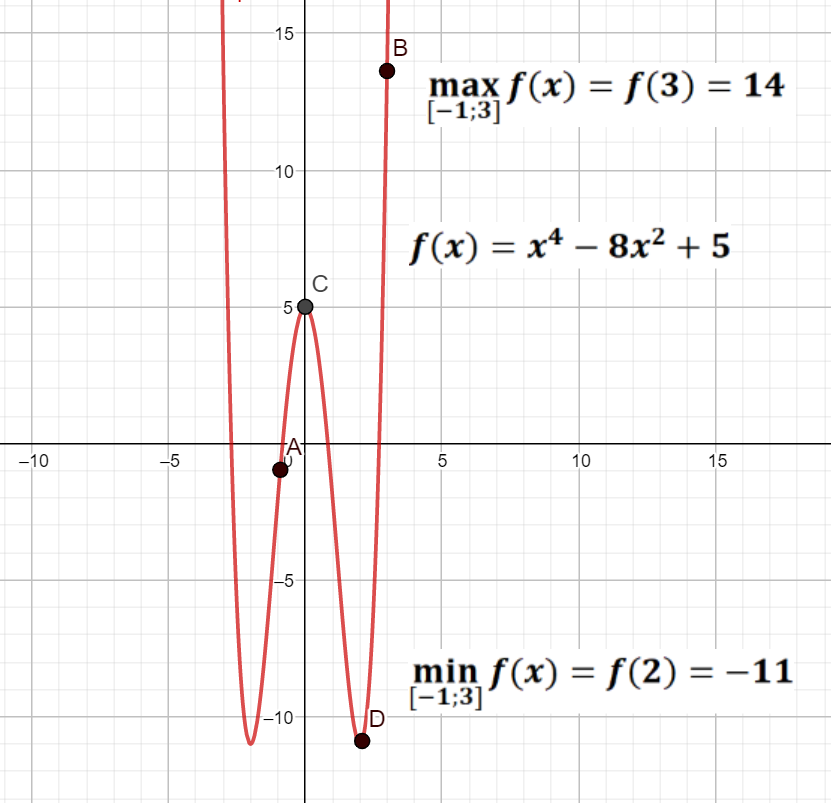 15
B
max f(x) = f(3) = 14
[−1;3]
10
f(x) = x⁴ − 8x² + 5
C
5
A
−10 −5 0 5 10 15
−5
min f(x) = f(2) = −11
[−1;3]
−10
D